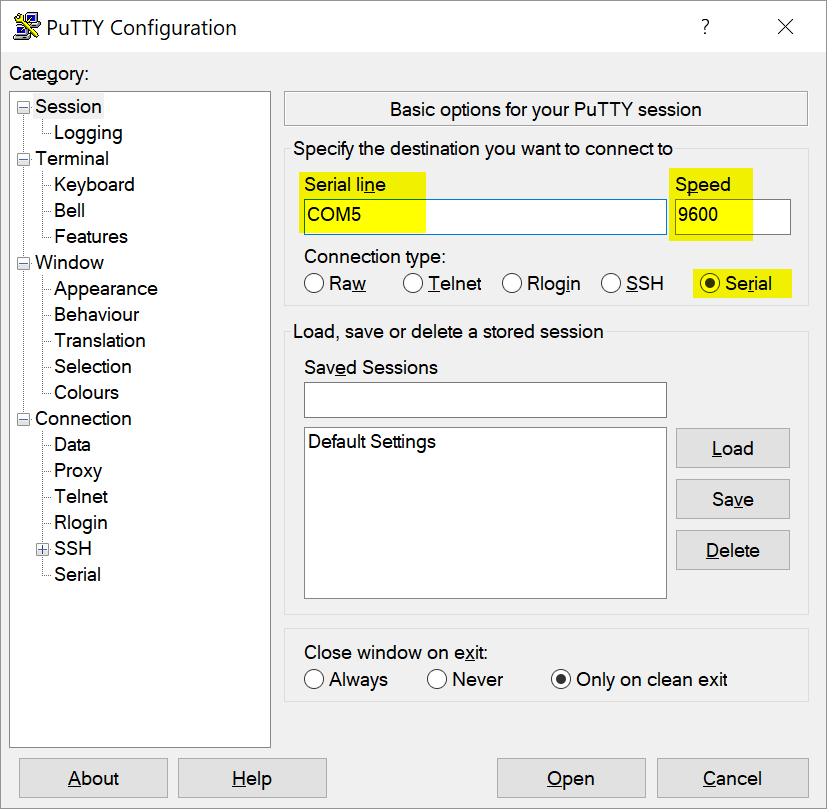 PuTTY Configuration
?
Category:
Session
Logging
Terminal
Keyboard
Bell
Features
Window
Appearance
Behaviour
Translation
Selection
Colours
Connection
Data
Proxy
Telnet
Rlogin
SSH
Serial
Basic options for your PuTTY session
Specify the destination you want to connect to
Serial line Speed
COM5 9600
Connection type:
Raw Telnet Rlogin SSH Serial
Load, save or delete a stored session
Saved Sessions
Default Settings
Load
Save
Delete
Close window on exit:
Always Never Only on clean exit
About Help Open Cancel